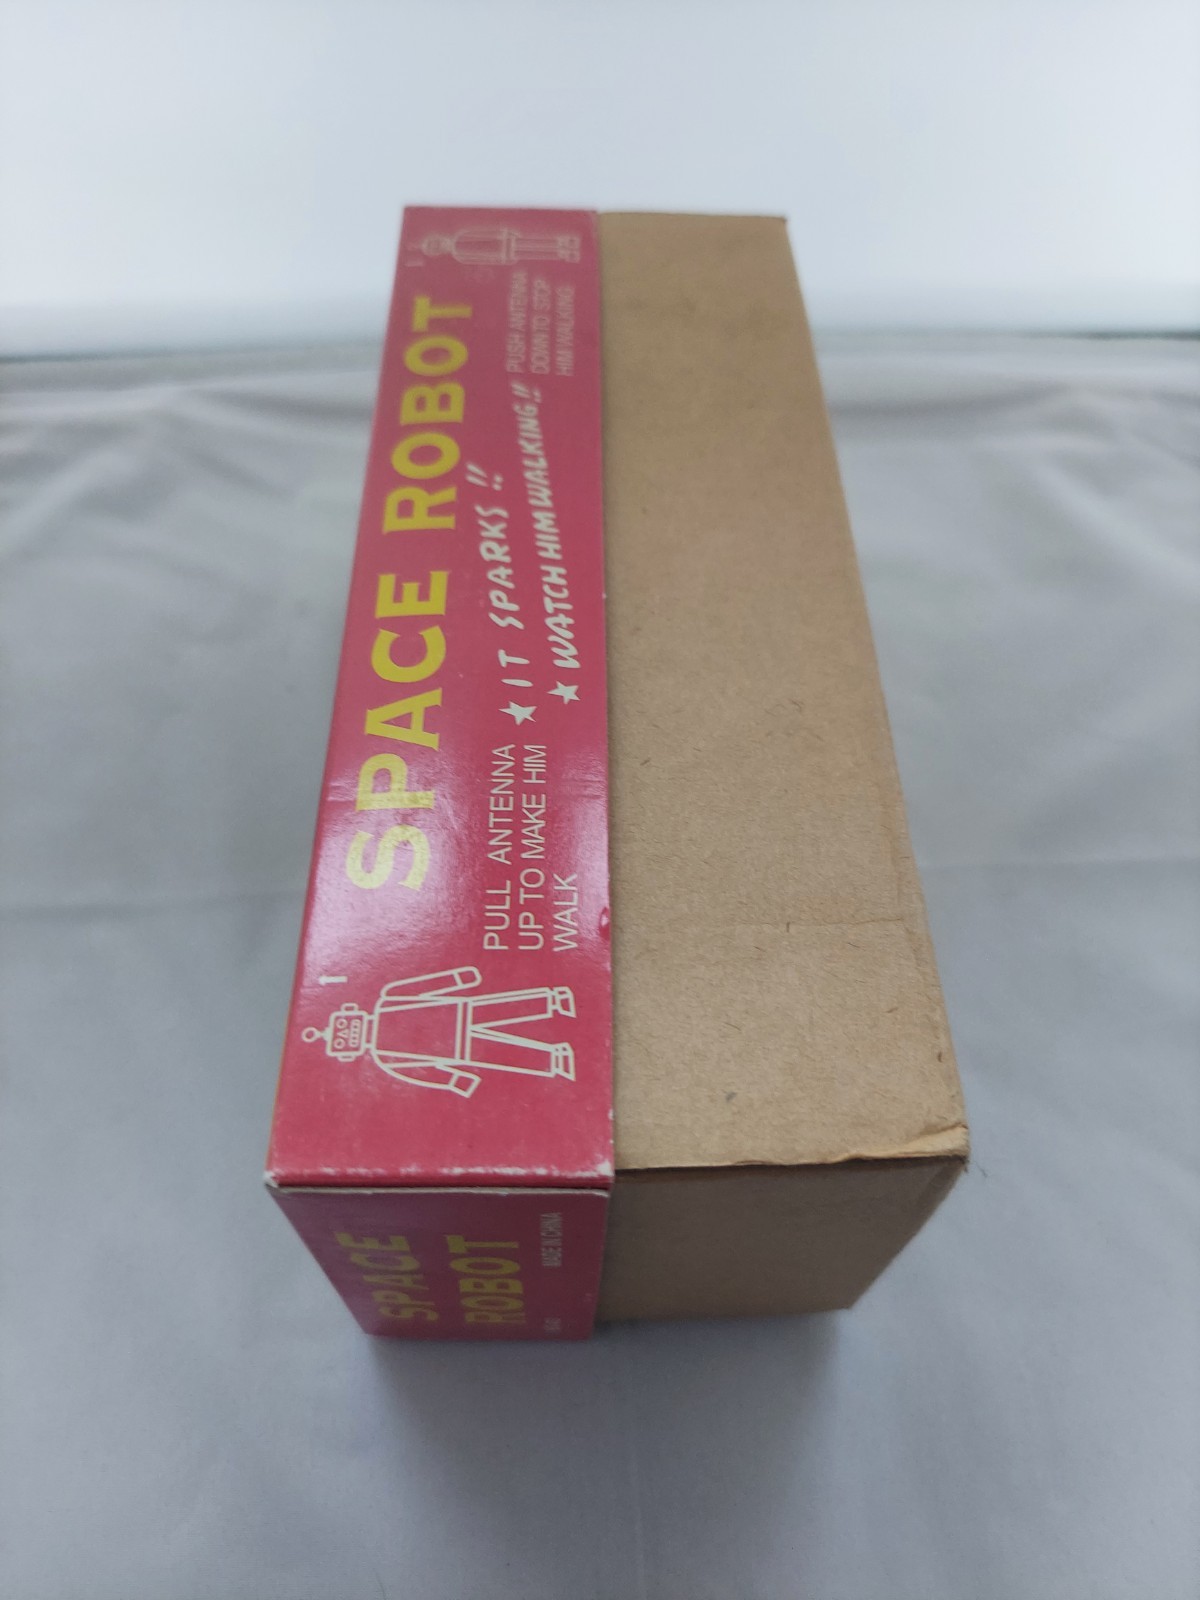 SPACE ROBOT
PULL ANTENNA
UP TO MAKE HIM
WALK
★ IT SPARKS!!
★ WATCH HIM WALKING!!
PUSH ANTENNA
DOWN TO STOP
HIM WALKING
SPACE
ROBOT
MADE IN CHINA